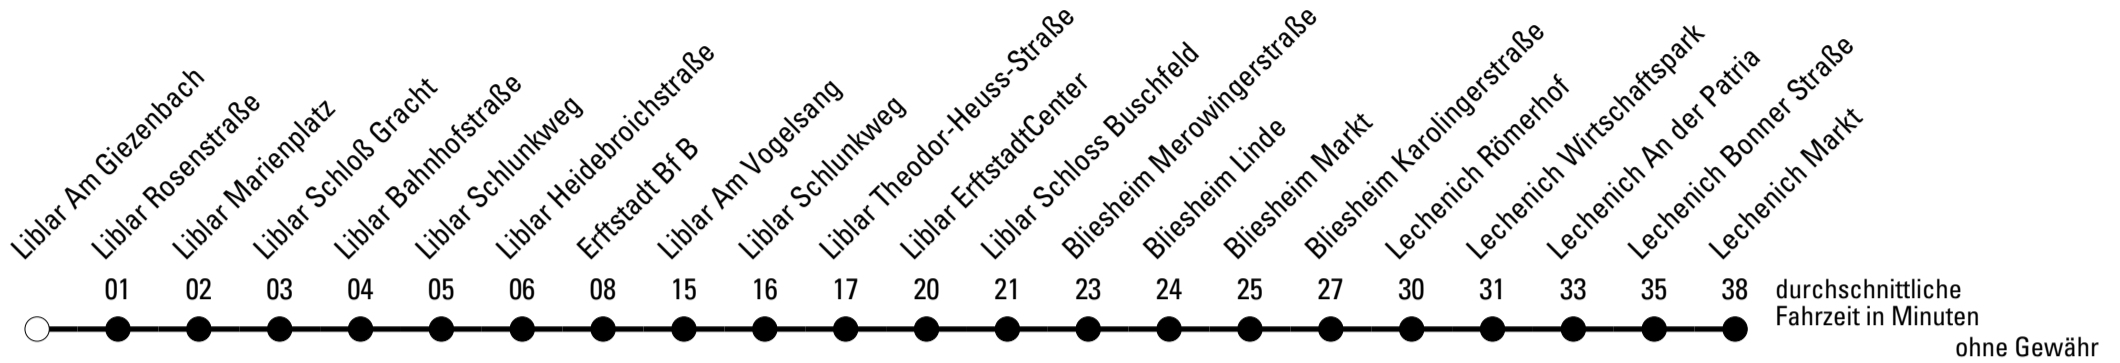 Liblar Am Giezenbach
Liblar Rosenstraße
Liblar Marienplatz
Liblar Schloß Gracht
Liblar Bahnhofstraße
Liblar Schlunkweg
Liblar Heidebroichstraße
Erftstadt Bf B
Liblar Am Vogelsang
Liblar Schlunkweg
Liblar Theodor-Heuss-Straße
Liblar ErftstadtCenter
Liblar Schloss Buschfeld
Bliesheim Merowingerstraße
Bliesheim Linde
Bliesheim Markt
Bliesheim Karolingerstraße
Lechenich Römerhof
Lechenich Wirtschaftspark
Lechenich An der Patria
Lechenich Bonner Straße
Lechenich Markt
01 02 03 04 05 06 08 15 16 17 20 21 23 24 25 27 30 31 33 35 38
durchschnittliche
Fahrzeit in Minuten
ohne Gewähr